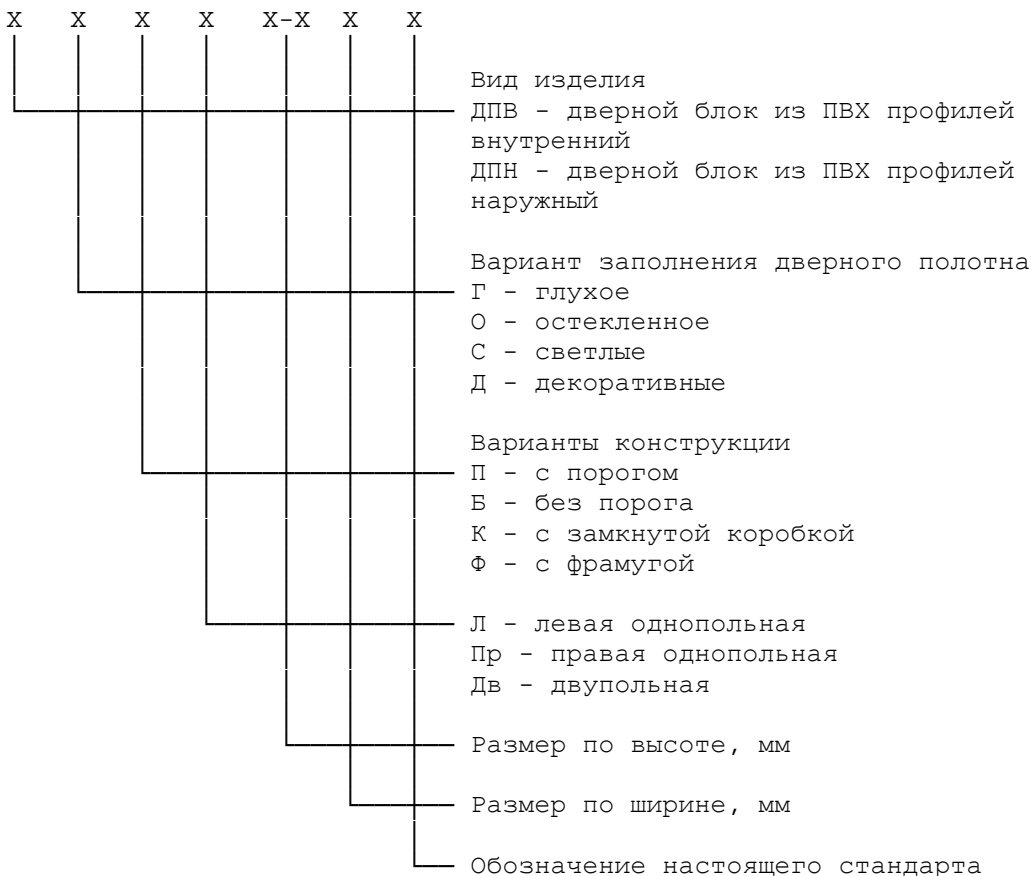 X X X X X-X X X
Вид изделия
ДПВ - дверной блок из ПВХ профилей
внутренний
ДПН - дверной блок из ПВХ профилей
наружный
Вариант заполнения дверного полотна
Г - глухое
О - остекленное
С - светлые
Д - декоративные
Варианты конструкции
П - с порогом
Б - без порога
К - с замкнутой коробкой
Ф - с фрамугой
Л - левая однопольная
Пр - правая однопольная
Дв - двупольная
Размер по высоте, мм
Размер по ширине, мм
Обозначение настоящего стандарта